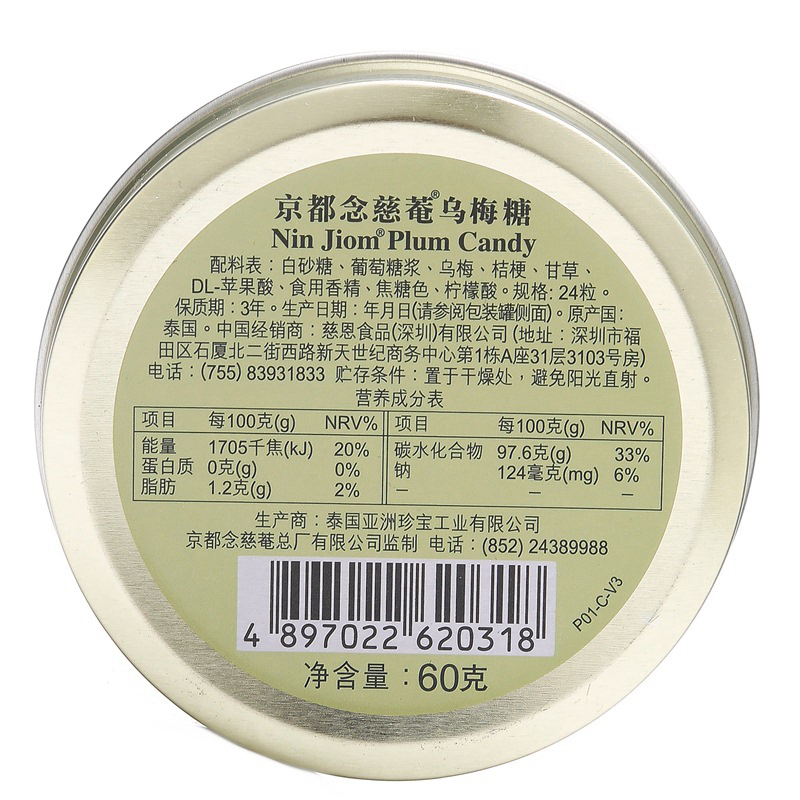 京都念慈菴®乌梅糖
Nin Jiom® Plum Candy
配料表：白砂糖、葡萄糖浆、乌梅、桔梗、甘草、
DL-苹果酸、食用香精、焦糖色、柠檬酸。规格: 24粒。
保质期：3年。生产日期：年月日(请参阅包装罐侧面)。原产国：
泰国。中国经销商：慈恩食品(深圳)有限公司 (地址：深圳市福
田区石厦北二街西路新天世纪商务中心第1栋A座31层3103号房)
电话：(755) 83931833 贮存条件：置于干燥处，避免阳光直射。
营养成分表
项目 每100克(g) NRV% 项目 每100克(g) NRV%
能量 1705千焦(kJ) 20% 碳水化合物 97.6克(g) 33%
蛋白质 0克(g) 0% 钠 124毫克(mg) 6%
脂肪 1.2克(g) 2% – – –
生产商：泰国亚洲珍宝工业有限公司
京都念慈菴总厂有限公司监制 电话：(852) 24389988
P01-C-V3
4 897022 620318
净含量：60克